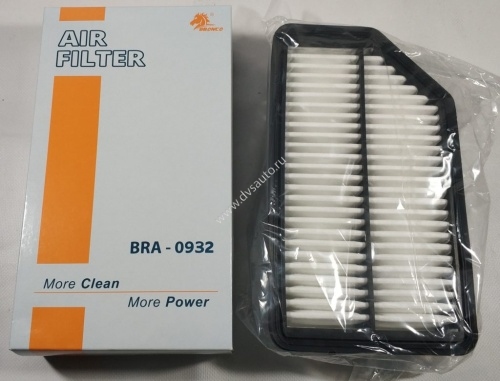 AIR
FILTER
BRA - 0932
More Clean
More Power
www.dvsauto.ru